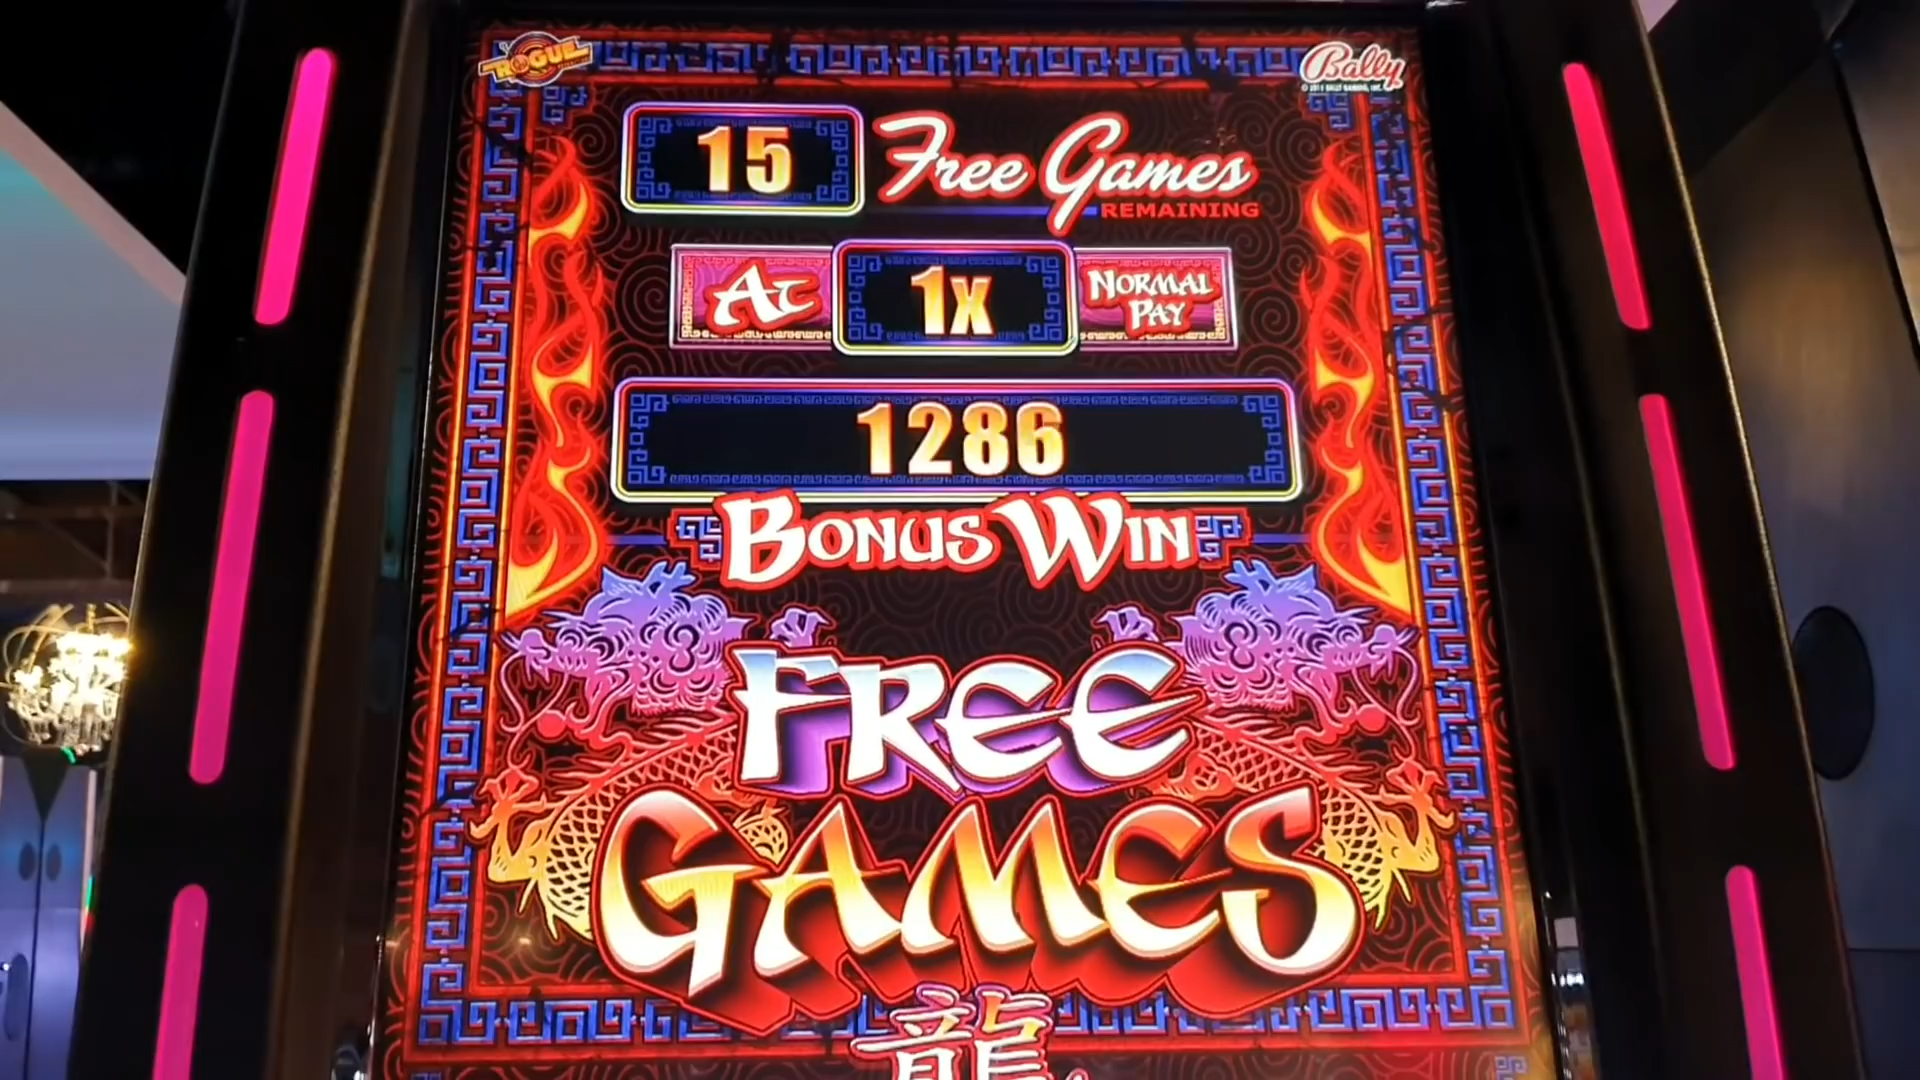 ROGUE
Bally
15 Free Games
REMAINING
At 1x Normal
Pay
1286
Bonus Win
Free
Games
龍